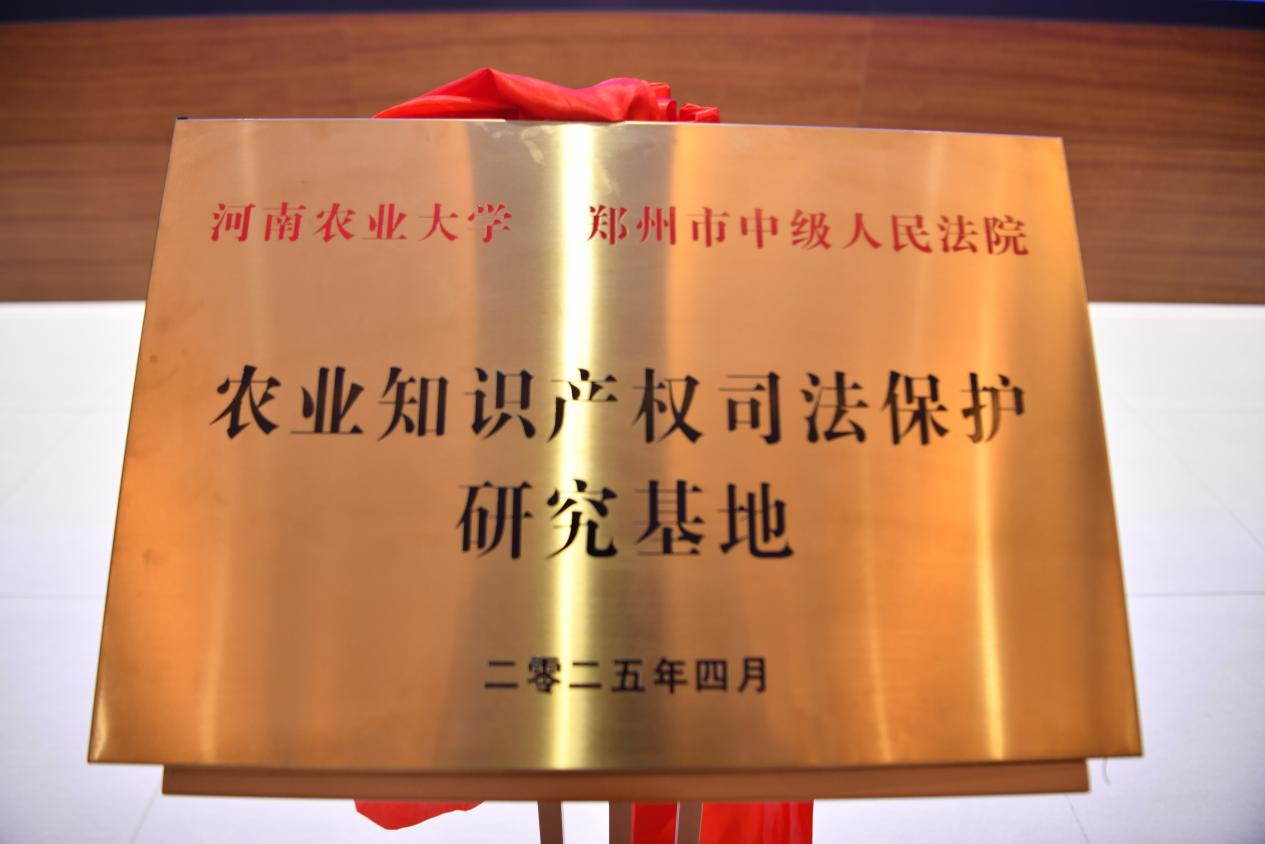 河南农业大学 郑州市中级人民法院
农业知识产权司法保护
研究基地
二零二五年四月